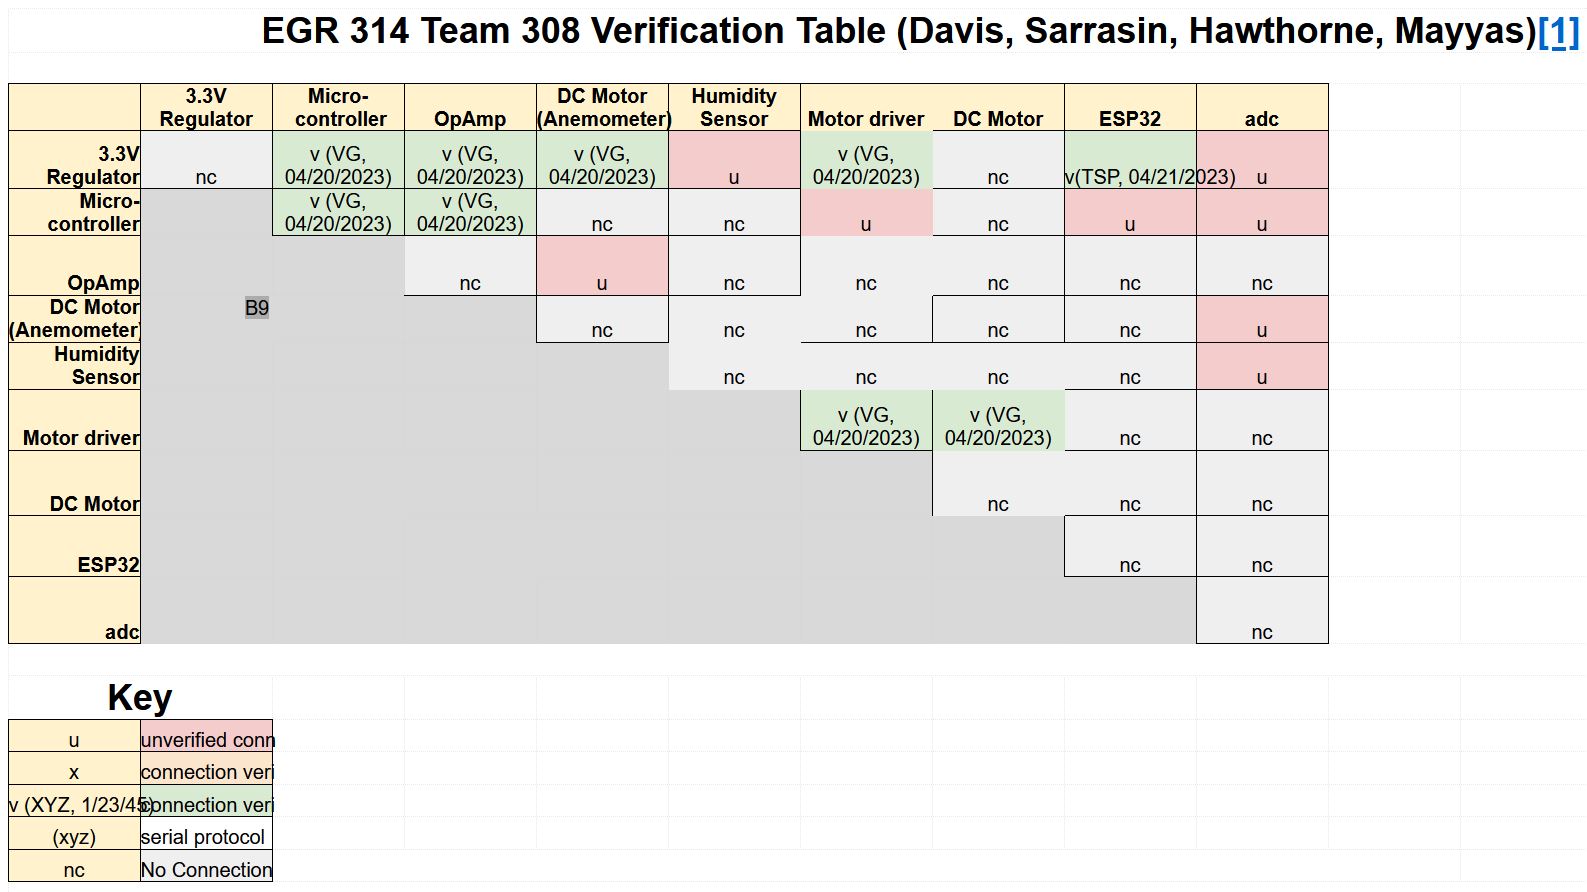 EGR 314 Team 308 Verification Table (Davis, Sarrasin, Hawthorne, Mayyas)[1]
3.3V Regulator Micro-controller OpAmp DC Motor (Anemometer) Humidity Sensor Motor driver DC Motor ESP32 adc
3.3V Regulator nc v (VG, 04/20/2023) v (VG, 04/20/2023) v (VG, 04/20/2023) u v (VG, 04/20/2023) nc v(TSP, 04/21/2023) u
Micro-controller v (VG, 04/20/2023) v (VG, 04/20/2023) nc nc u nc u u
OpAmp nc u nc nc nc nc nc
DC Motor (Anemometer) B9 nc nc nc nc nc u
Humidity Sensor nc nc nc nc u
Motor driver v (VG, 04/20/2023) v (VG, 04/20/2023) nc nc
DC Motor nc nc nc
ESP32 nc nc
adc nc
Key
u unverified conn
x connection veri
v (XYZ, 1/23/45) connection veri
(xyz) serial protocol
nc No Connection